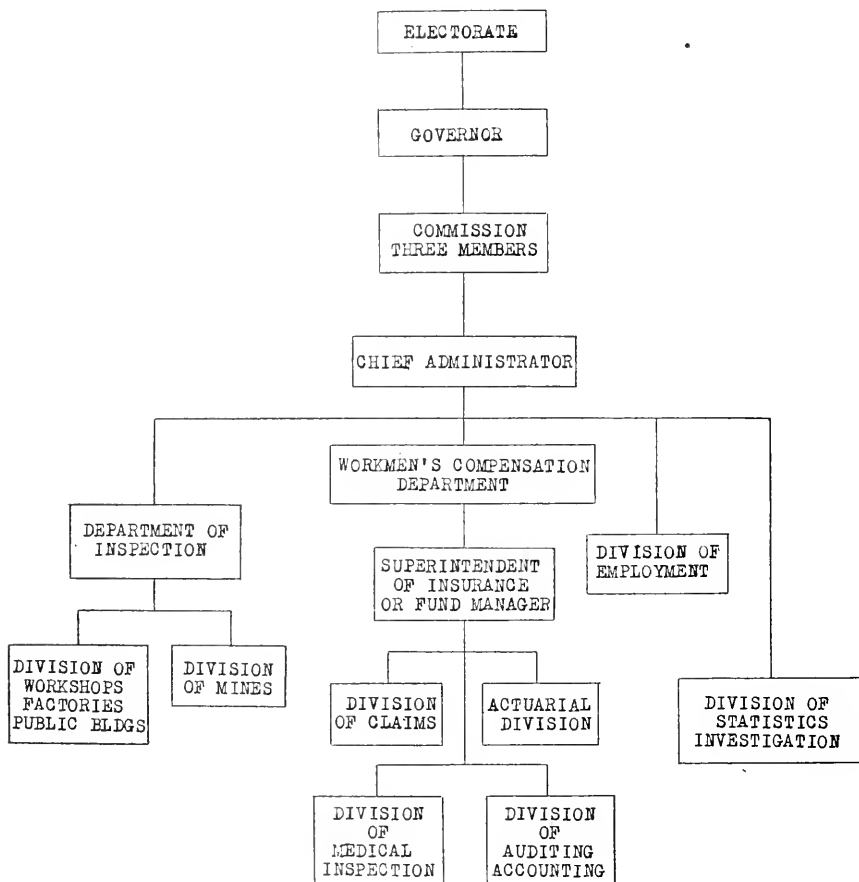 ELECTORATE
GOVERNOR
COMMISSION
THREE MEMBERS
CHIEF ADMINISTRATOR
WORKMEN'S COMPENSATION
DEPARTMENT
DEPARTMENT OF
INSPECTION
SUPERINTENDENT
OF INSURANCE
OR FUND MANAGER
DIVISION OF
EMPLOYMENT
DIVISION OF
WORKSHOPS
FACTORIES
PUBLIC BLDGS
DIVISION
OF MINES
DIVISION
OF CLAIMS
ACTUARIAL
DIVISION
DIVISION OF
STATISTICS
INVESTIGATION
DIVISION
OF
MEDICAL
INSPECTION
DIVISION
OF
AUDITING
ACCOUNTING